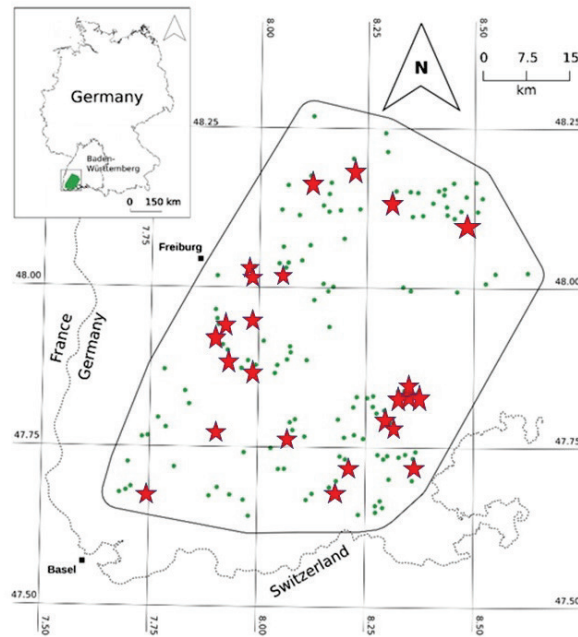 8.00
8.25
8.50
0 7.5 15
km
N
Germany
Baden-
Württemberg
0 150 km
48.25
48.25
7.75
Freiburg
48.00
48.00
France
Germany
47.75
47.75
Basel
Switzerland
47.50
47.50
7.50
7.75
8.00
8.25
8.50